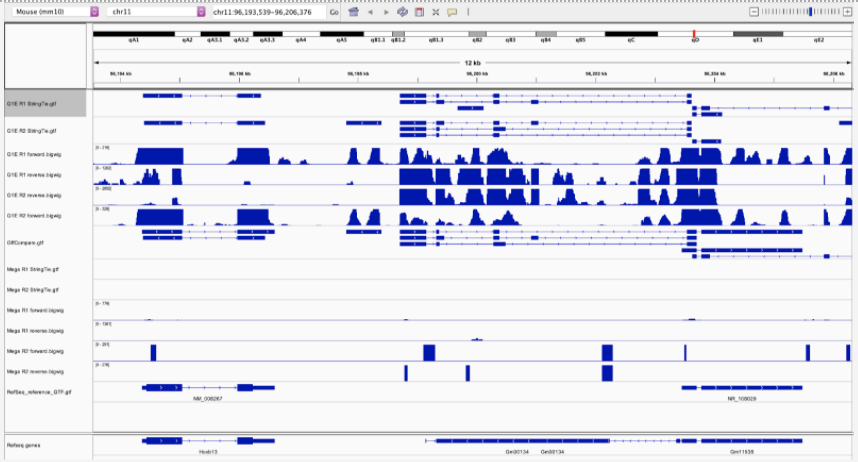 Mouse (mm10) chr11 chr11:96,193,539-96,206,376 Go
qA1 qA2 qA3.1 qA3.2 qA3.3 qA4 qA5 qB1.1 qB1.2 qB1.3 qB2 qB3 qB4 qB5 qC qD qE1 qE2
12 kb
96,194 kb 96,196 kb 96,198 kb 96,200 kb 96,202 kb 96,204 kb 96,206 kb
G1E R1 StringTie.gtf
G1E R2 StringTie.gtf
G1E R1 forward.bigwig
G1E R1 reverse.bigwig
G1E R2 reverse.bigwig
G1E R2 forward.bigwig
GffCompare.gtf
Mega R1 StringTie.gtf
Mega R2 StringTie.gtf
Mega R1 forward.bigwig
Mega R1 reverse.bigwig
Mega R2 forward.bigwig
Mega R2 reverse.bigwig
RefSeq_reference_GTF.gtf
NM_008267
Refseq genes
Hoxb13 Gm50134 Gm50134 Gm11539